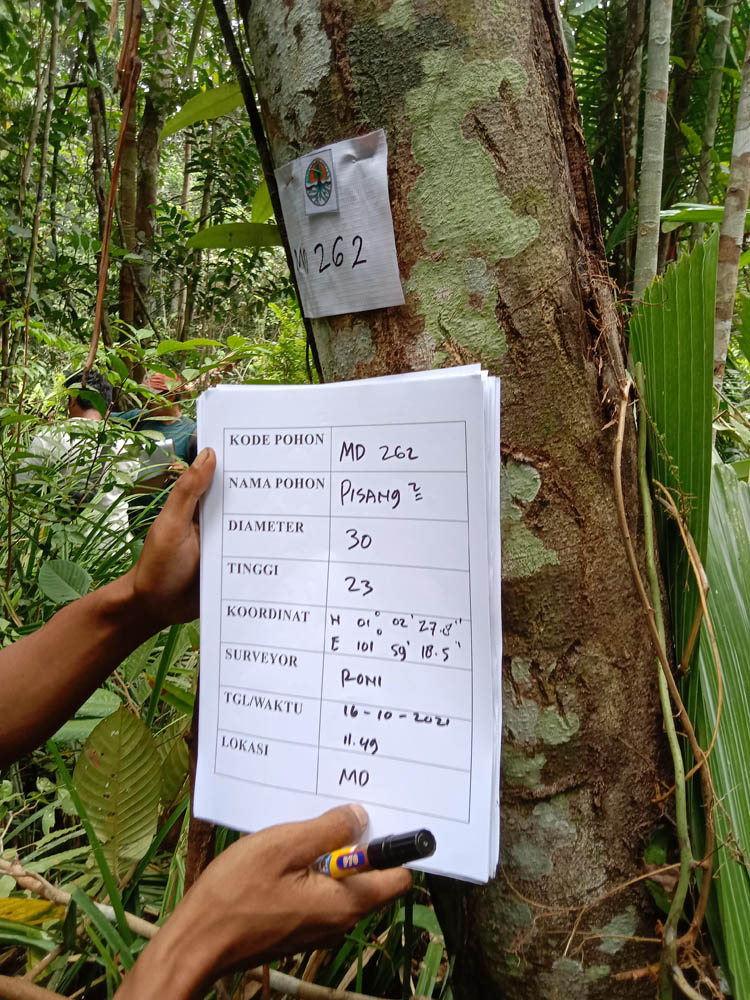 MD 262
KODE POHON MD 262
NAMA POHON PISANG²
DIAMETER 30
TINGGI 23
KOORDINAT N 01° 02' 27.8"
E 101° 59' 18.5"
SURVEYOR RONI
TGL/WAKTU 16-10-2021
11.49
LOKASI MD